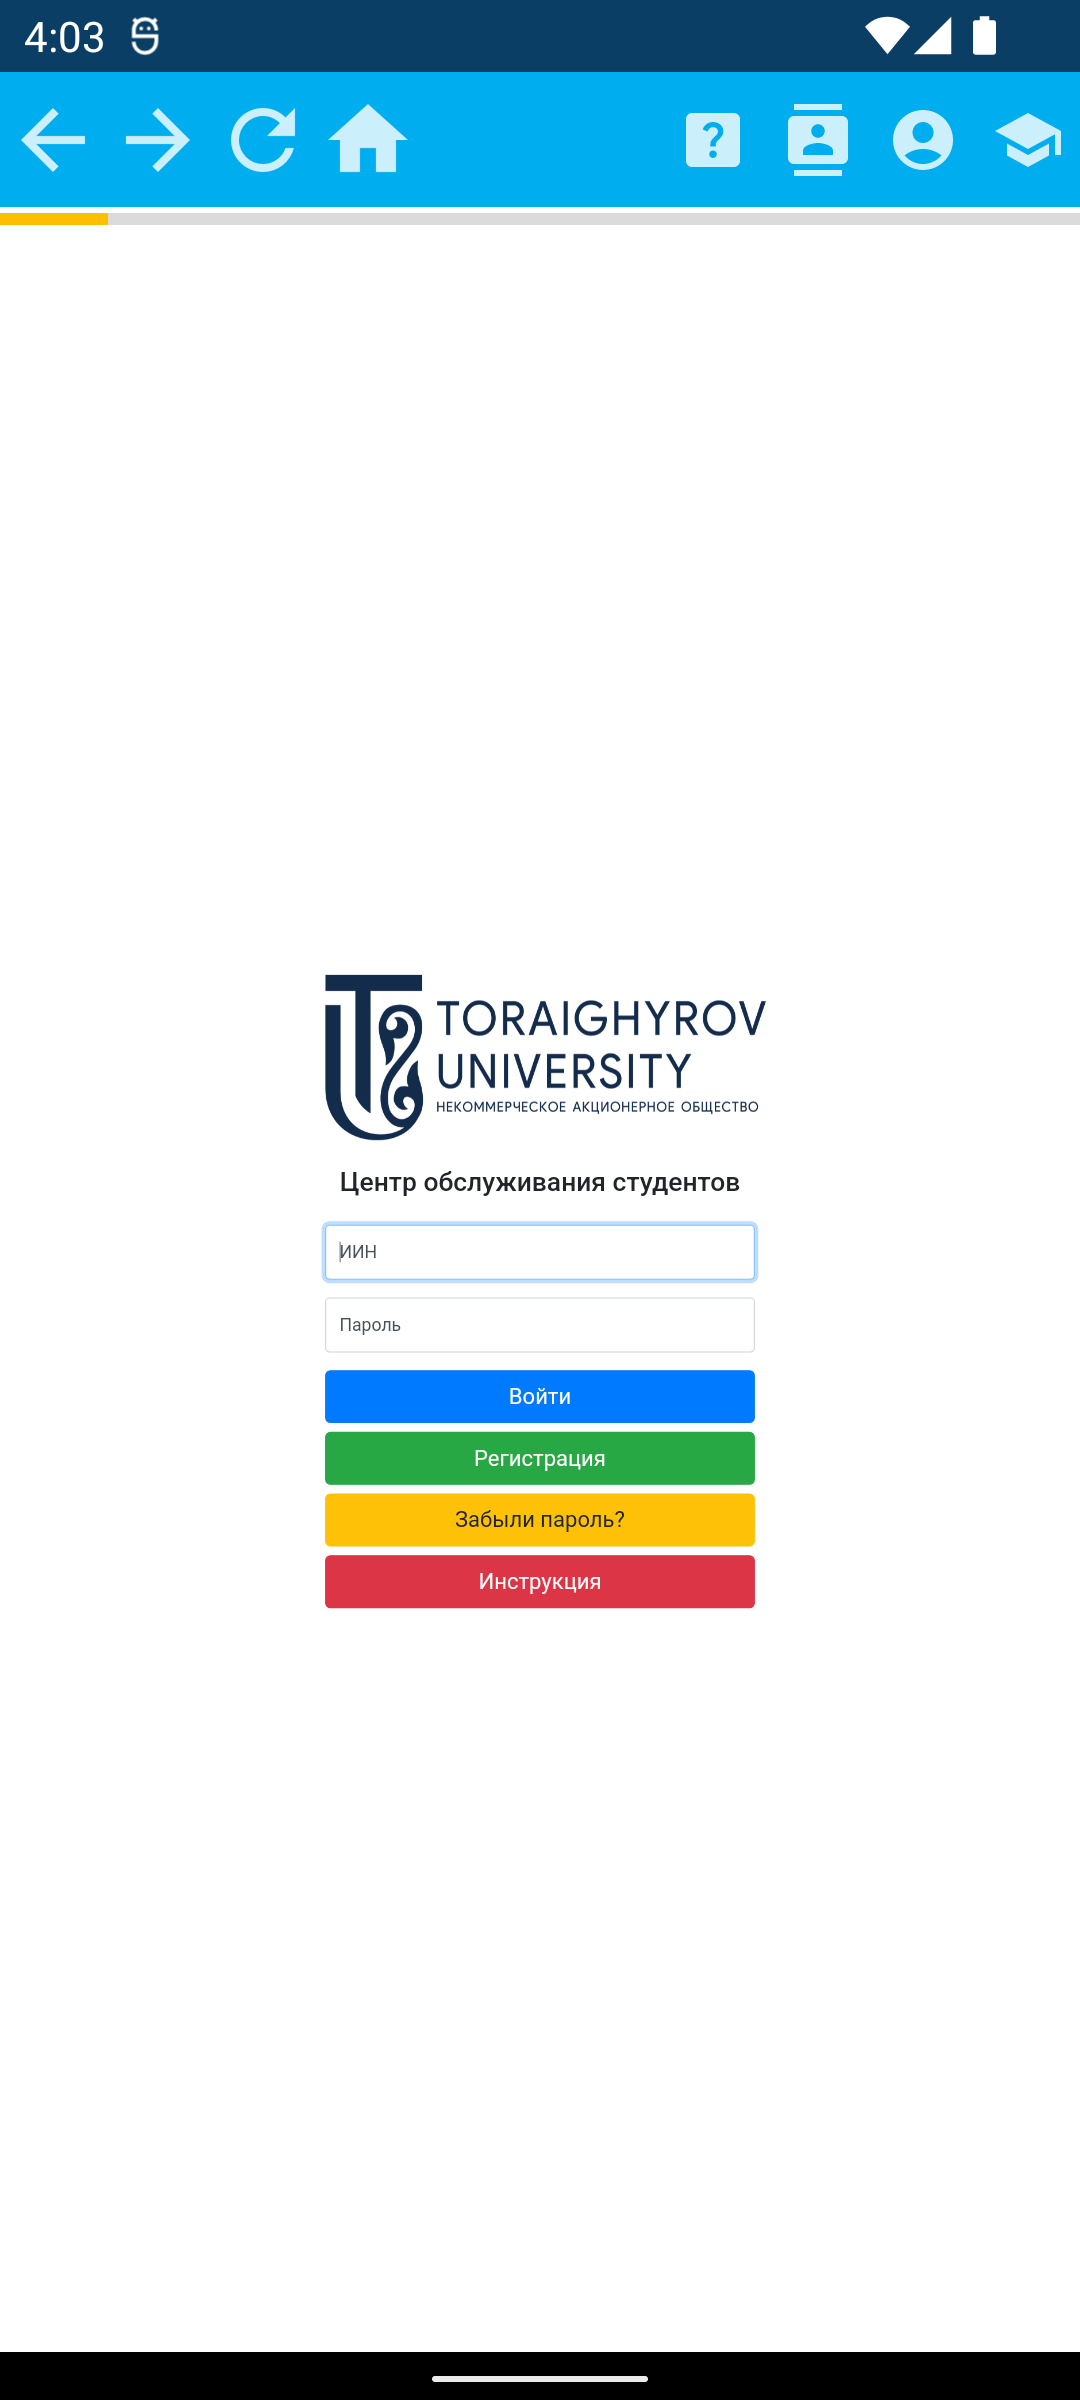 4:03
TORAIGHYROV
UNIVERSITY
НЕКОММЕРЧЕСКОЕ АКЦИОНЕРНОЕ ОБЩЕСТВО
Центр обслуживания студентов
ИИН
Пароль
Войти
Регистрация
Забыли пароль?
Инструкция